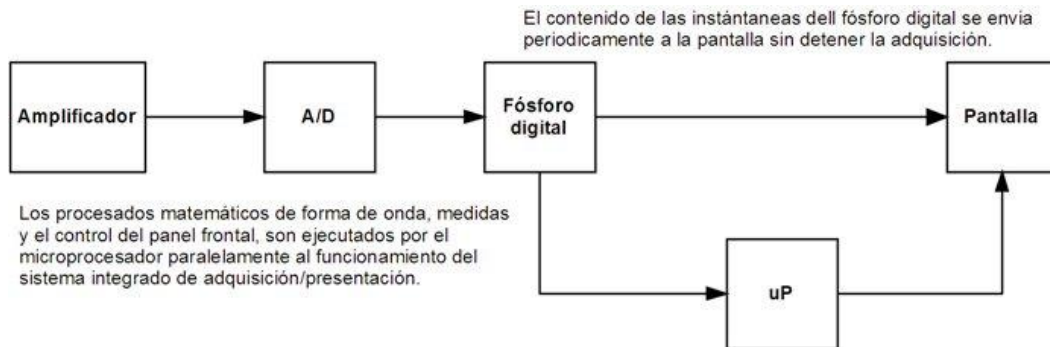 El contenido de las instántaneas dell fósforo digital se envia
periodicamente a la pantalla sin detener la adquisición.
Amplificador
A/D
Fósforo
digital
Pantalla
Los procesados matemáticos de forma de onda, medidas
y el control del panel frontal, son ejecutados por el
microprocesador paralelamente al funcionamiento del
sistema integrado de adquisición/presentación.
uP